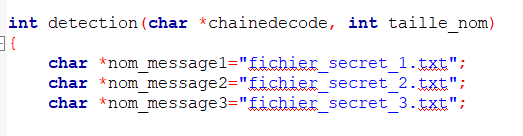 int detection(char *chainedecode, int taille_nom)
{
char *nom_message1="fichier_secret_1.txt";
char *nom_message2="fichier_secret_2.txt";
char *nom_message3="fichier_secret_3.txt";